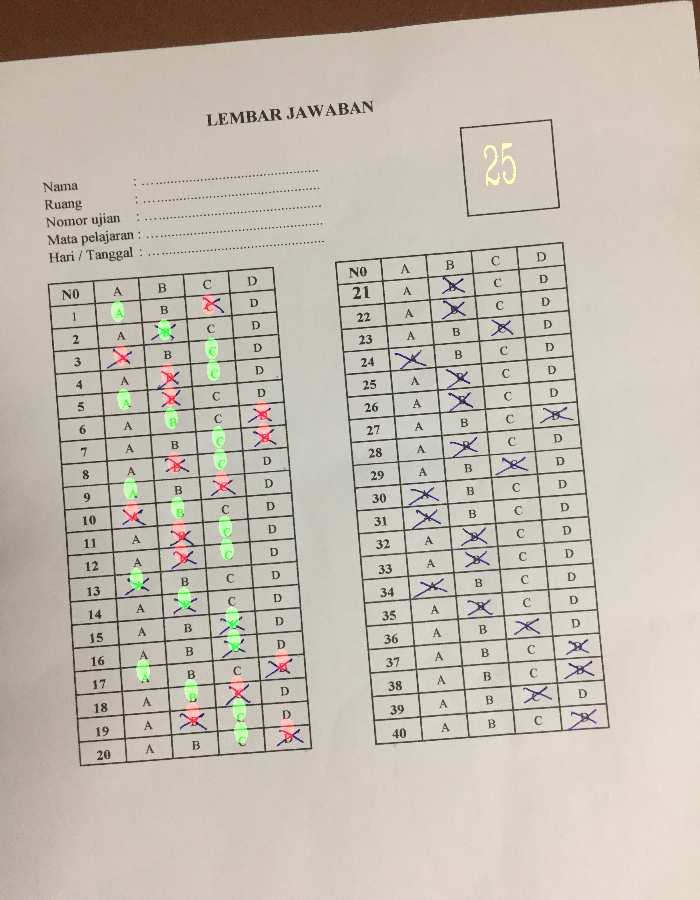 LEMBAR JAWABAN
25
Nama : ......................................................
Ruang : ......................................................
Nomor ujian : ......................................................
Mata pelajaran : ......................................................
Hari / Tanggal : ......................................................
N0 A B C D
1 A B C D
2 A B C D
3 A B C D
4 A B C D
5 A B C D
6 A B C D
7 A B C D
8 A B C D
9 A B C D
10 A B C D
11 A B C D
12 A B C D
13 A B C D
14 A B C D
15 A B C D
16 A B C D
17 A B C D
18 A B C D
19 A B C D
20 A B C D
N0 A B C D
21 A B C D
22 A B C D
23 A B C D
24 A B C D
25 A B C D
26 A B C D
27 A B C D
28 A B C D
29 A B C D
30 A B C D
31 A B C D
32 A B C D
33 A B C D
34 A B C D
35 A B C D
36 A B C D
37 A B C D
38 A B C D
39 A B C D
40 A B C D